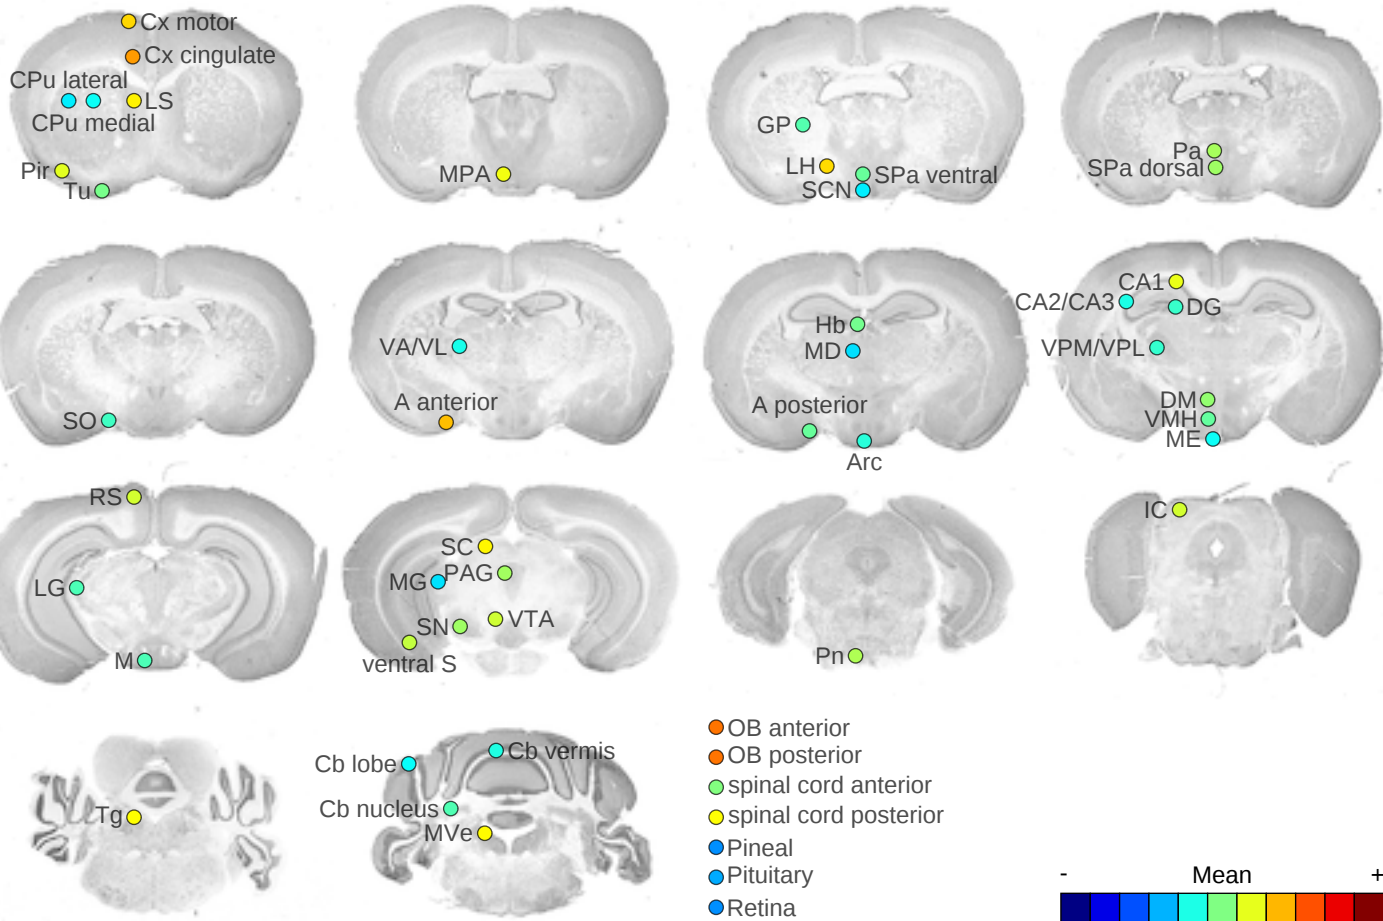 Cx motor
Cx cingulate
CPu lateral
LS
CPu medial
Pir
Tu
MPA
GP
LH
SPa ventral
SCN
Pa
SPa dorsal
SO
VA/VL
A anterior
Hb
MD
A posterior
Arc
CA1
CA2/CA3
DG
VPM/VPL
DM
VMH
ME
RS
LG
M
SC
PAG
MG
VTA
SN
ventral S
Pn
IC
Tg
Cb vermis
Cb lobe
Cb nucleus
MVe
OB anterior
OB posterior
spinal cord anterior
spinal cord posterior
Pineal
Pituitary
Retina
- Mean +